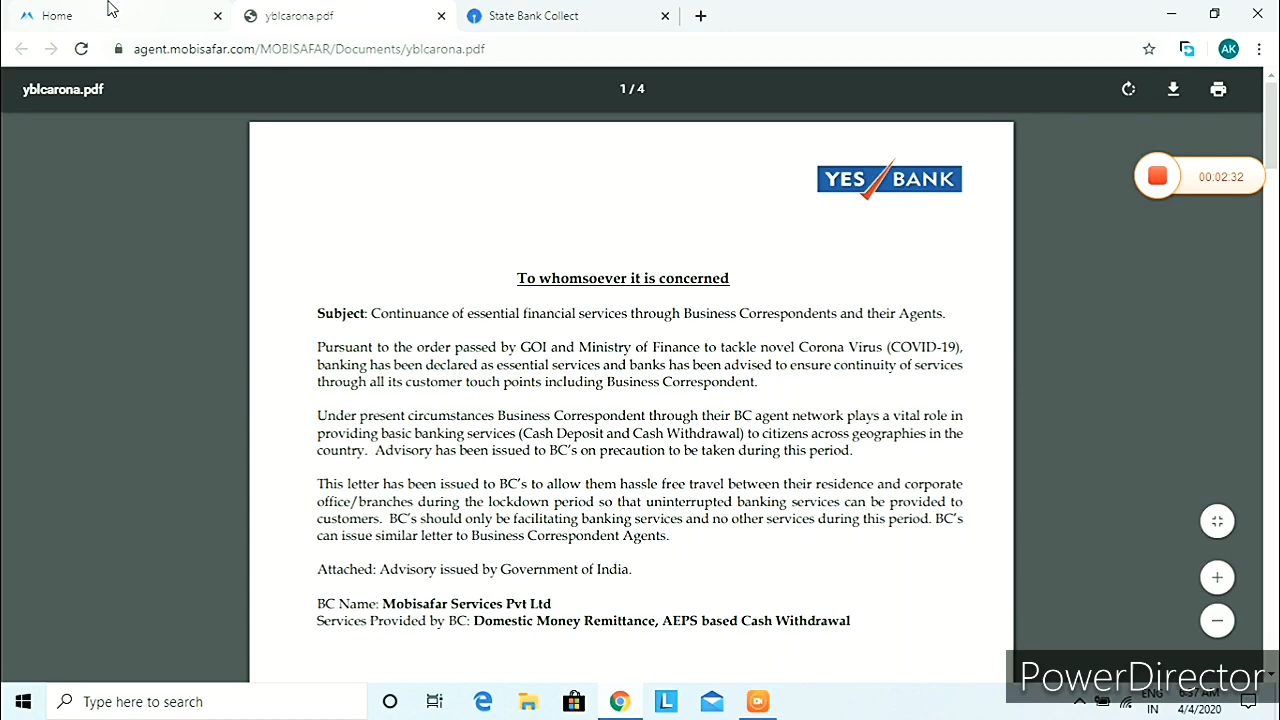 Home
yblcarona.pdf
State Bank Collect
agent.mobisafar.com/MOBISAFAR/Documents/yblcarona.pdf
AK
yblcarona.pdf
1 / 4
YES BANK
00:02:32
To whomsoever it is concerned
Subject: Continuance of essential financial services through Business Correspondents and their Agents.
Pursuant to the order passed by GOI and Ministry of Finance to tackle novel Corona Virus (COVID-19),
banking has been declared as essential services and banks has been advised to ensure continuity of services
through all its customer touch points including Business Correspondent.
Under present circumstances Business Correspondent through their BC agent network plays a vital role in
providing basic banking services (Cash Deposit and Cash Withdrawal) to citizens across geographies in the
country. Advisory has been issued to BC's on precaution to be taken during this period.
This letter has been issued to BC's to allow them hassle free travel between their residence and corporate
office/branches during the lockdown period so that uninterrupted banking services can be provided to
customers. BC's should only be facilitating banking services and no other services during this period. BC's
can issue similar letter to Business Correspondent Agents.
Attached: Advisory issued by Government of India.
BC Name: Mobisafar Services Pvt Ltd
Services Provided by BC: Domestic Money Remittance, AEPS based Cash Withdrawal
PowerDirector
Type here to search
L
ENG
IN
4/4/2020